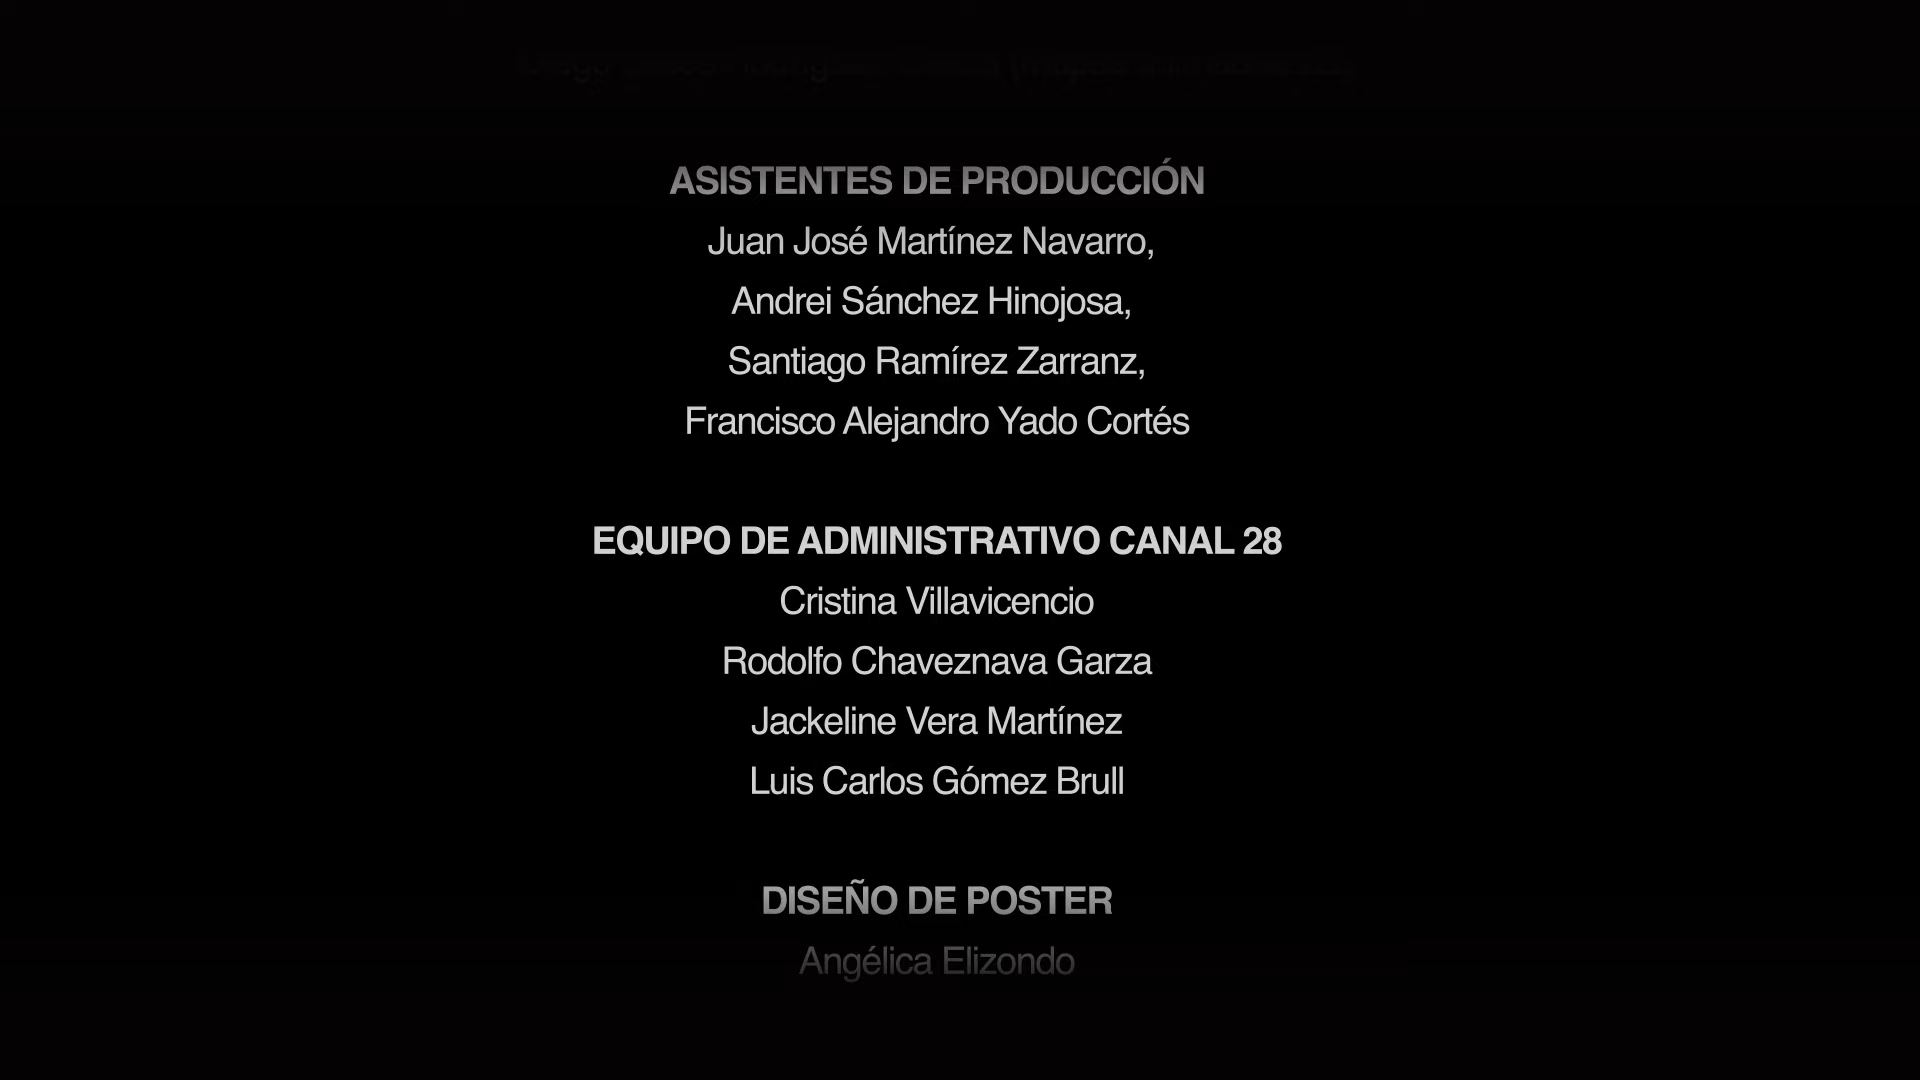 ASISTENTES DE PRODUCCIÓN
Juan José Martínez Navarro,
Andrei Sánchez Hinojosa,
Santiago Ramírez Zarranz,
Francisco Alejandro Yado Cortés
EQUIPO DE ADMINISTRATIVO CANAL 28
Cristina Villavicencio
Rodolfo Chaveznava Garza
Jackeline Vera Martínez
Luis Carlos Gómez Brull
DISEÑO DE POSTER
Angélica Elizondo